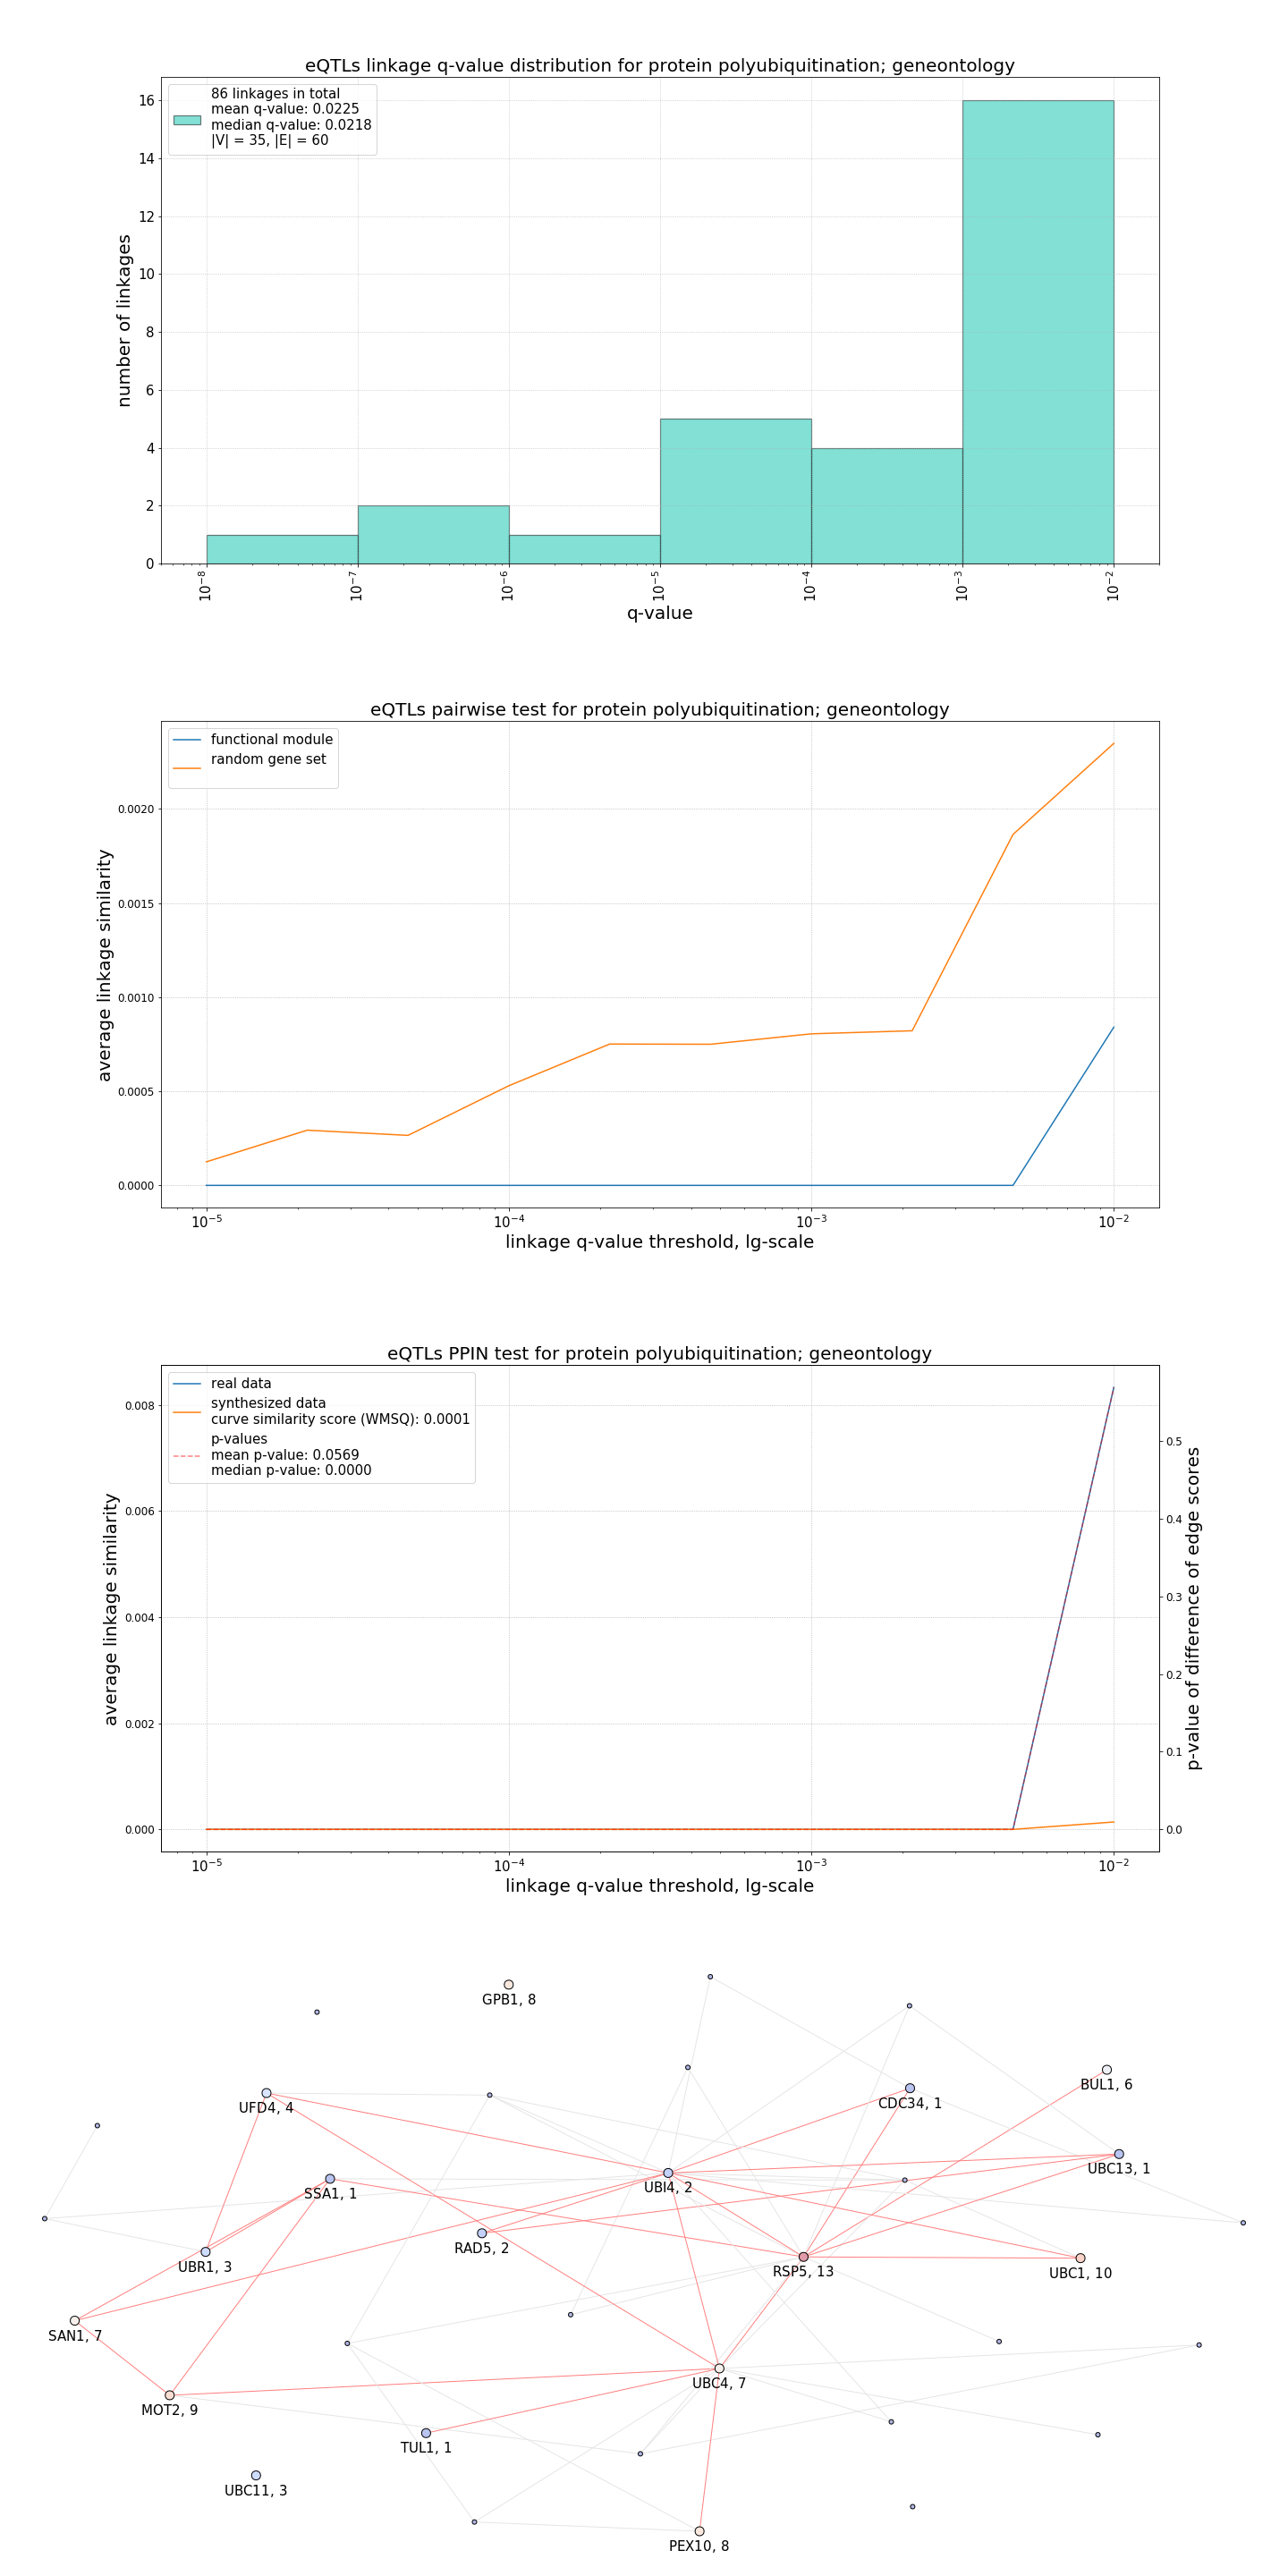 eQTLs linkage q-value distribution for protein polyubiquitination; geneontology
86 linkages in total
mean q-value: 0.0225
median q-value: 0.0218
|V| = 35, |E| = 60
number of linkages
16
14
12
10
8
6
4
2
0
10⁻⁸ 10⁻⁷ 10⁻⁶ 10⁻⁵ 10⁻⁴ 10⁻³ 10⁻²
q-value
eQTLs pairwise test for protein polyubiquitination; geneontology
functional module
random gene set
average linkage similarity
0.0020
0.0015
0.0010
0.0005
0.0000
10⁻⁵ 10⁻⁴ 10⁻³ 10⁻²
linkage q-value threshold, lg-scale
eQTLs PPIN test for protein polyubiquitination; geneontology
real data
synthesized data
curve similarity score (WMSQ): 0.0001
p-values
mean p-value: 0.0569
median p-value: 0.0000
average linkage similarity
0.008
0.006
0.004
0.002
0.000
0.5
0.4
0.3
0.2
0.1
0.0
p-value of difference of edge scores
10⁻⁵ 10⁻⁴ 10⁻³ 10⁻²
linkage q-value threshold, lg-scale
GPB1, 8
BUL1, 6
CDC34, 1
UFD4, 4
UBC13, 1
UBI4, 2
SSA1, 1
RAD5, 2
UBR1, 3
RSP5, 13
UBC1, 10
SAN1, 7
UBC4, 7
MOT2, 9
TUL1, 1
UBC11, 3
PEX10, 8